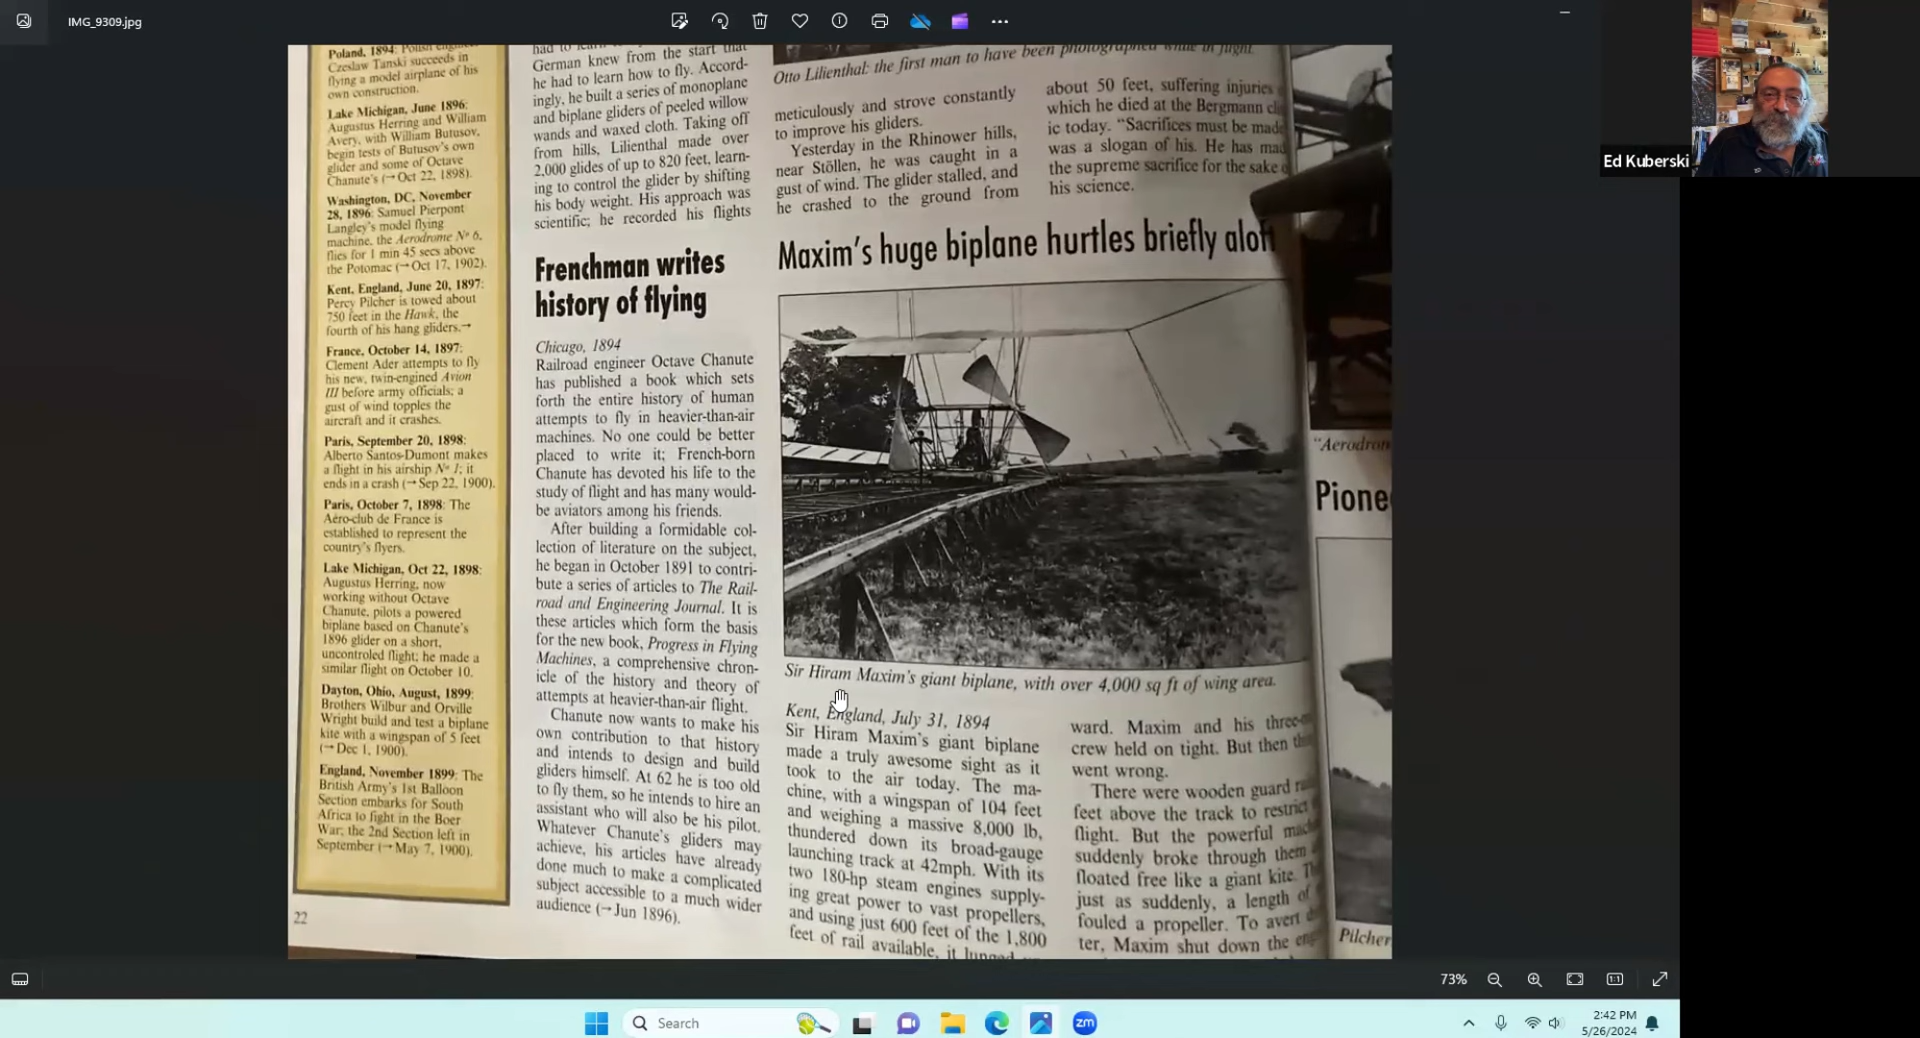 IMG_9309.jpg
Poland, 1894: Polish engineer
Czeslaw Tanski succeeds in
flying a model airplane of his
own construction.
Lake Michigan, June 1896:
Augustus Herring and William
Avery, with William Butusov,
begin tests of Butusov's own
glider and some of Octave
Chanute's (→Oct 22, 1898).
Washington, DC, November
28, 1896: Samuel Pierpont
Langley's model flying
machine, the Aerodrome Nº 6,
flies for 1 min 45 secs above
the Potomac (→Oct 17, 1902).
Kent, England, June 20, 1897:
Percy Pilcher is towed about
750 feet in the Hawk, the
fourth of his hang gliders.→
France, October 14, 1897:
Clement Ader attempts to fly
his new, twin-engined Avion
III before army officials; a
gust of wind topples the
aircraft and it crashes.
Paris, September 20, 1898:
Alberto Santos-Dumont makes
a flight in his airship Nº 1; it
ends in a crash (→Sep 22, 1900).
Paris, October 7, 1898: The
Aéro-club de France is
established to represent the
country's flyers.
Lake Michigan, Oct 22, 1898:
Augustus Herring, now
working without Octave
Chanute, pilots a powered
biplane based on Chanute's
1896 glider on a short,
uncontroled flight; he made a
similar flight on October 10.
Dayton, Ohio, August, 1899:
Brothers Wilbur and Orville
Wright build and test a biplane
kite with a wingspan of 5 feet
(→Dec 1, 1900).
England, November 1899: The
British Army's 1st Balloon
Section embarks for South
Africa to fight in the Boer
War; the 2nd Section left in
September (→May 7, 1900).
22
had to learn
German knew from the start that
he had to learn how to fly. Accord-
ingly, he built a series of monoplane
and biplane gliders of peeled willow
wands and waxed cloth. Taking off
from hills, Lilienthal made over
2,000 glides of up to 820 feet, learn-
ing to control the glider by shifting
his body weight. His approach was
scientific; he recorded his flights
Otto Lilienthal: the first man to have been photographed while in flight.
meticulously and strove constantly
to improve his gliders.
Yesterday in the Rhinower hills,
near Stöllen, he was caught in a
gust of wind. The glider stalled, and
he crashed to the ground from
about 50 feet, suffering injuries
which he died at the Bergmann
ic today. "Sacrifices must be made
was a slogan of his. He has
the supreme sacrifice for the sake
his science.
Frenchman writes
history of flying
Chicago, 1894
Railroad engineer Octave Chanute
has published a book which sets
forth the entire history of human
attempts to fly in heavier-than-air
machines. No one could be better
placed to write it; French-born
Chanute has devoted his life to the
study of flight and has many would-
be aviators among his friends.
After building a formidable col-
lection of literature on the subject,
he began in October 1891 to contri-
bute a series of articles to The Rail-
road and Engineering Journal. It is
these articles which form the basis
for the new book, Progress in Flying
Machines, a comprehensive chron-
icle of the history and theory of
attempts at heavier-than-air flight.
Chanute now wants to make his
own contribution to that history
and intends to design and build
gliders himself. At 62 he is too old
to fly them, so he intends to hire an
assistant who will also be his pilot.
Whatever Chanute's gliders may
achieve, his articles have already
done much to make a complicated
subject accessible to a much wider
audience (→Jun 1896).
Maxim's huge biplane hurtles briefly aloft
Sir Hiram Maxim's giant biplane, with over 4,000 sq ft of wing area.
Kent, England, July 31, 1894
Sir Hiram Maxim's giant biplane
made a truly awesome sight as it
took to the air today. The ma-
chine, with a wingspan of 104 feet
and weighing a massive 8,000 lb,
thundered down its broad-gauge
launching track at 42mph. With its
two 180-hp steam engines supply-
ing great power to vast propellers,
and using just 600 feet of the 1,800
feet of rail available, it lunged
ward. Maxim and his
crew held on tight. But then
went wrong.
There were wooden guard
feet above the track to restrict
flight. But the powerful
suddenly broke through them
floated free like a giant kite.
just as suddenly, a length of
fouled a propeller. To avert
ter, Maxim shut down the
"Aerodrom
Pione
Pilcher
Ed Kuberski
73%
1:1
Search
zm
2:42 PM
5/26/2024